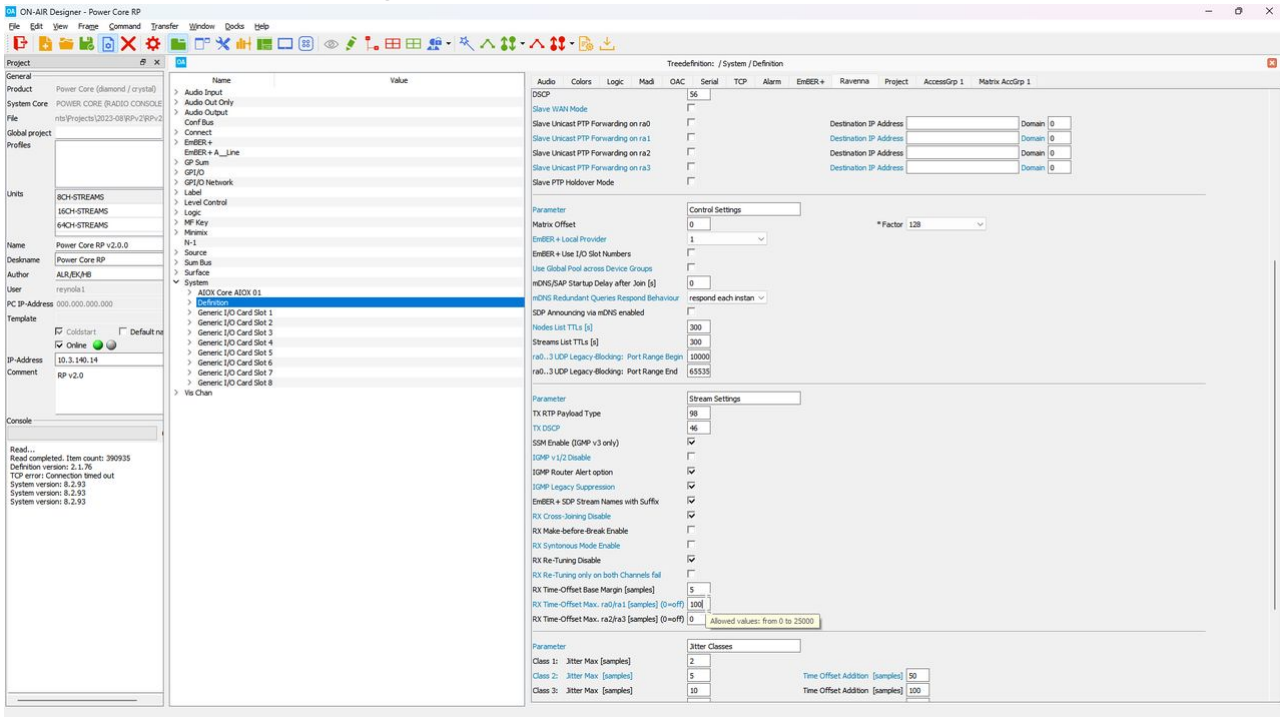 ON-AIR Designer - Power Core RP
File Edit View Frame Command Transfer Window Docks Help
Project
Treedefinition: / System / Definition
General
Product Power Core (diamond / crystal)
System Core POWER CORE (RADIO CONSOLE
File nts\Projects\2023-08\RPv2\RPv2
Global project
Profiles
Units
8CH-STREAMS
16CH-STREAMS
64CH-STREAMS
Name Power Core RP v2.0.0
Deskname Power Core RP
Author ALR/EK/HB
User reynola1
PC IP-Address 000.000.000.000
Template
Coldstart Default na
Online
IP-Address 10.3.140.14
Comment RP v2.0
Console
Read...
Read completed. Item count: 390935
Definition version: 2.1.76
TCP error: Connection timed out
System version: 8.2.93
System version: 8.2.93
System version: 8.2.93
Name Value
Audio Input
Audio Out Only
Audio Output
Conf Bus
Connect
EmBER+
EmBER+ A__Line
GP Sum
GPI/O
GPI/O Network
Label
Level Control
Logic
MF Key
Minimix
N-1
Source
Sum Bus
Surface
System
AIOX Core AIOX 01
Definition
Generic I/O Card Slot 1
Generic I/O Card Slot 2
Generic I/O Card Slot 3
Generic I/O Card Slot 4
Generic I/O Card Slot 5
Generic I/O Card Slot 6
Generic I/O Card Slot 7
Generic I/O Card Slot 8
Vis Chan
Audio Colors Logic Madi OAC Serial TCP Alarm EmBER+ Ravenna Project AccessGrp 1 Matrix AccGrp 1
DSCP 56
Slave WAN Mode
Slave Unicast PTP Forwarding on ra0 Destination IP Address Domain 0
Slave Unicast PTP Forwarding on ra1 Destination IP Address Domain 0
Slave Unicast PTP Forwarding on ra2 Destination IP Address Domain 0
Slave Unicast PTP Forwarding on ra3 Destination IP Address Domain 0
Slave PTP Holdover Mode
Parameter Control Settings
Matrix Offset 0 * Factor 128
EmBER+ Local Provider 1
EmBER+ Use I/O Slot Numbers
Use Global Pool across Device Groups
mDNS/SAP Startup Delay after Join [s] 0
mDNS Redundant Queries Respond Behaviour respond each instan
SDP Announcing via mDNS enabled
Nodes List TTLs [s] 300
Streams List TTLs [s] 300
ra0..3 UDP Legacy-Blocking: Port Range Begin 10000
ra0..3 UDP Legacy-Blocking: Port Range End 65535
Parameter Stream Settings
TX RTP Payload Type 98
TX DSCP 46
SSM Enable (IGMP v3 only)
IGMP v1/2 Disable
IGMP Router Alert option
IGMP Legacy Suppression
EmBER+ SDP Stream Names with Suffix
RX Cross-Joining Disable
RX Make-before-Break Enable
RX Syntonous Mode Enable
RX Re-Tuning Disable
RX Re-Tuning only on both Channels fail
RX Time-Offset Base Margin [samples] 5
RX Time-Offset Max. ra0/ra1 [samples] (0=off) 100
RX Time-Offset Max. ra2/ra3 [samples] (0=off) 0
Allowed values: from 0 to 25000
Parameter Jitter Classes
Class 1: Jitter Max [samples] 2
Class 2: Jitter Max [samples] 5 Time Offset Addition [samples] 50
Class 3: Jitter Max [samples] 10 Time Offset Addition [samples] 100